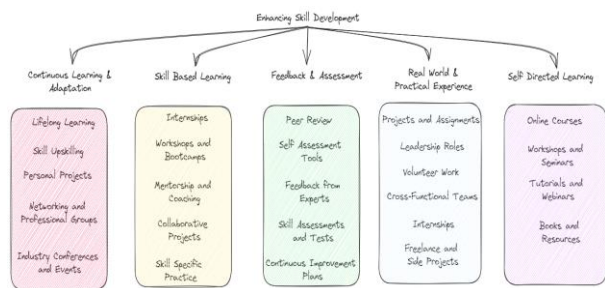 Enhancing Skill Development
Continuous Learning &
Adaptation
Lifelong Learning
Skill Upskilling
Personal Projects
Networking and
Professional Groups
Industry Conferences
and Events
Skill Based Learning
Internships
Workshops and
Bootcamps
Mentorship and
Coaching
Collaborative
Projects
Skill Specific
Practice
Feedback & Assessment
Peer Review
Self Assessment
Tools
Feedback from
Experts
Skill Assessments
and Tests
Continuous Improvement
Plans
Real World &
Practical Experience
Projects and Assignments
Leadership Roles
Volunteer Work
Cross-Functional Teams
Internships
Freelance and
Side Projects
Self Directed Learning
Online Courses
Workshops and
Seminars
Tutorials and
Webinars
Books and
Resources